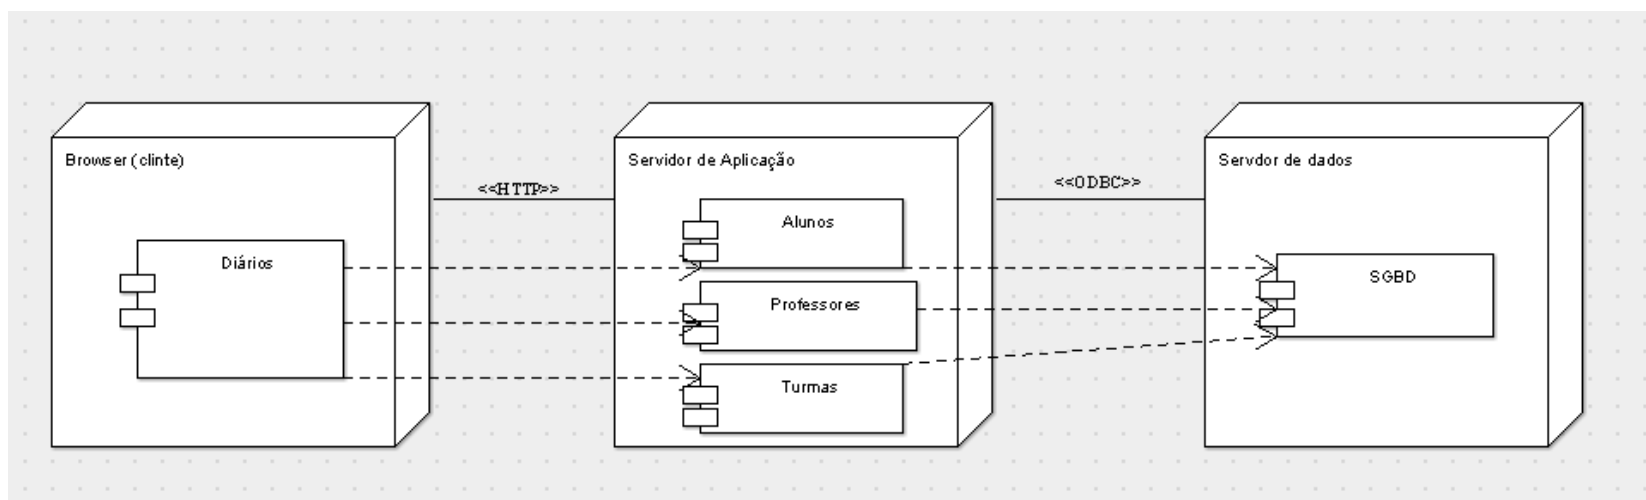 Browser (clinte)
Diários
<<HTTP>>
Servidor de Aplicação
Alunos
Professores
Turmas
<<ODBC>>
Servdor de dados
SGBD